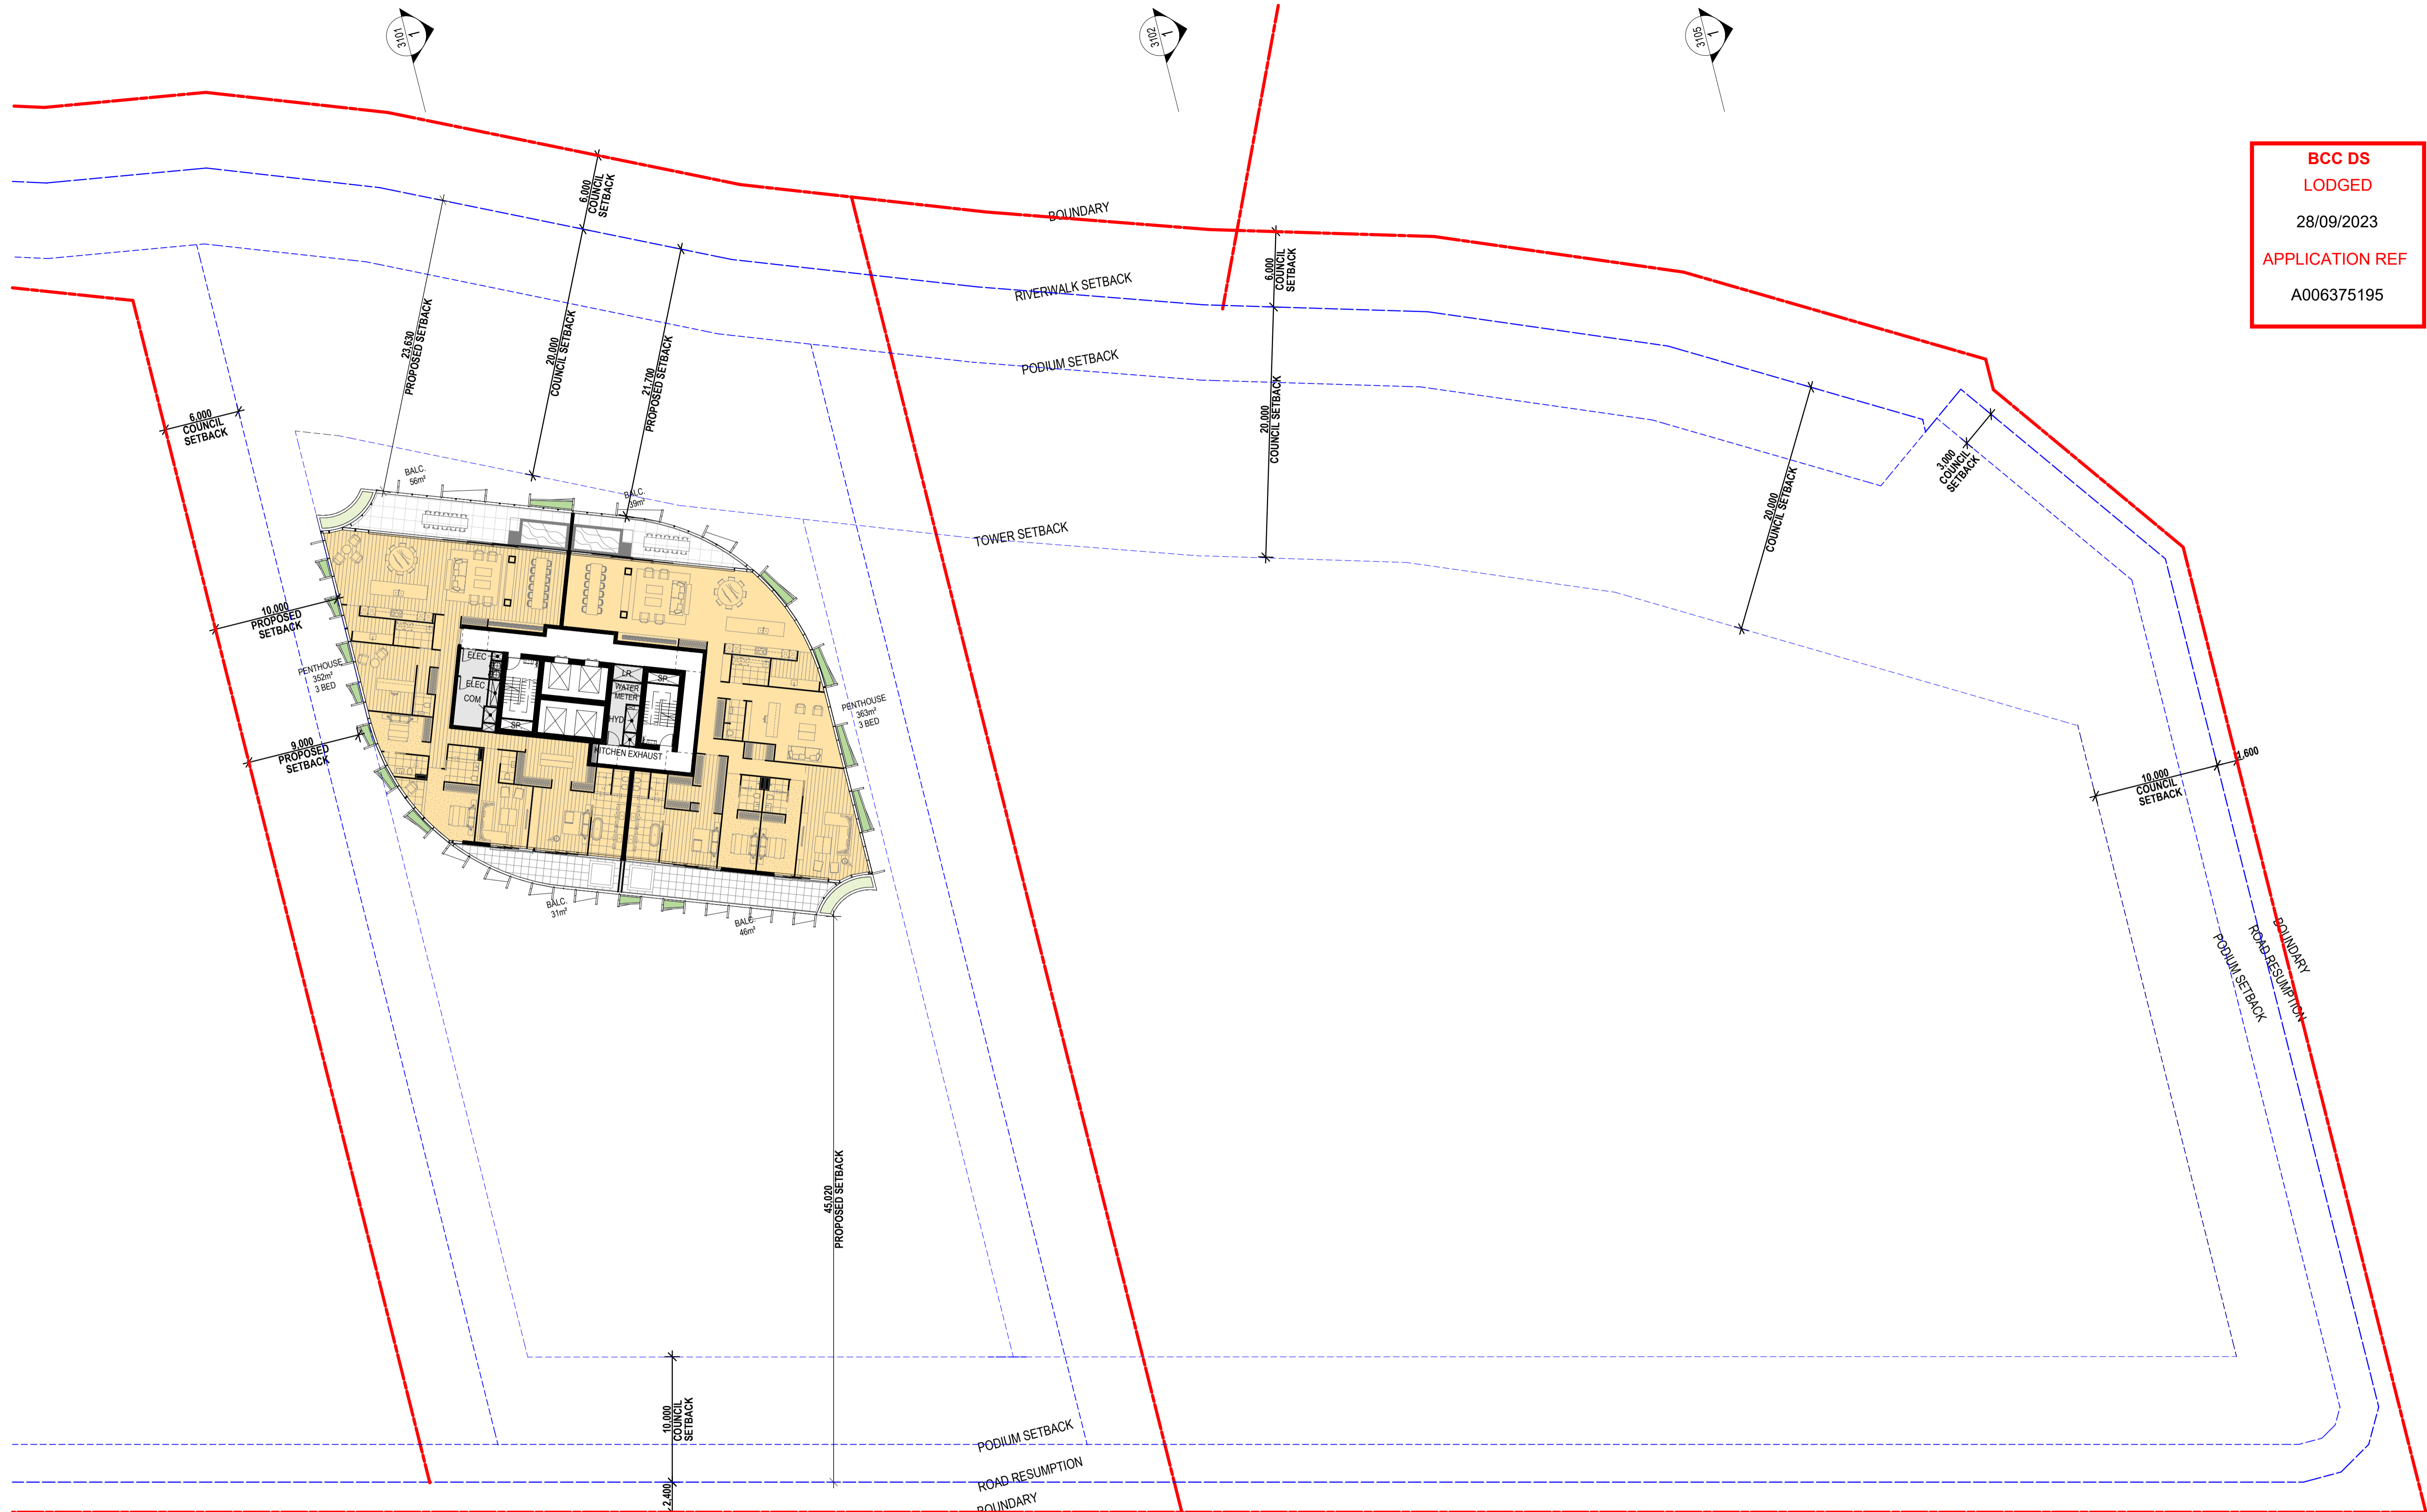 3101
1
3102
1
3105
1
BCC DS
LODGED
28/09/2023
APPLICATION REF
A006375195
6,000
COUNCIL
SETBACK
BOUNDARY
6,000
COUNCIL
SETBACK
RIVERWALK SETBACK
23,630
PROPOSED SETBACK
20,000
COUNCIL SETBACK
21,700
PROPOSED SETBACK
PODIUM SETBACK
20,000
COUNCIL SETBACK
6,000
COUNCIL
SETBACK
3,000
COUNCIL
SETBACK
20,000
COUNCIL SETBACK
BALC.
56m²
BALC.
39m²
TOWER SETBACK
10,000
PROPOSED
SETBACK
PENTHOUSE
352m²
3 BED
ELEC
ELEC
COM
SP
LR
WATER
METER
HYD
SP
KITCHEN EXHAUST
PENTHOUSE
363m²
3 BED
9,000
PROPOSED
SETBACK
1,600
10,000
COUNCIL
SETBACK
BALC.
31m²
BALC.
46m²
BOUNDARY
ROAD RESUMPTION
PODIUM SETBACK
45,020
PROPOSED SETBACK
10,000
COUNCIL
SETBACK
PODIUM SETBACK
ROAD RESUMPTION
2,400
BOUNDARY